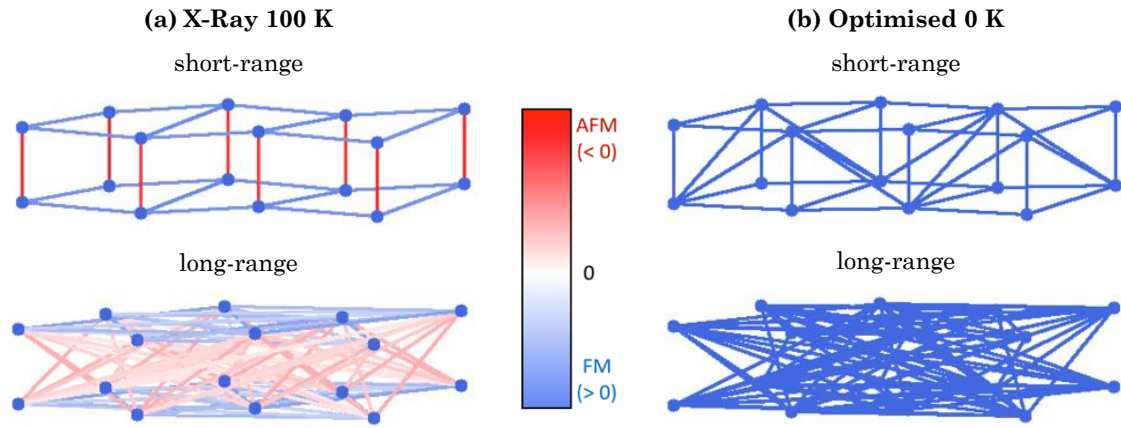 (a) X-Ray 100 K
short-range
long-range
AFM
(< 0)
0
FM
(> 0)
(b) Optimised 0 K
short-range
long-range